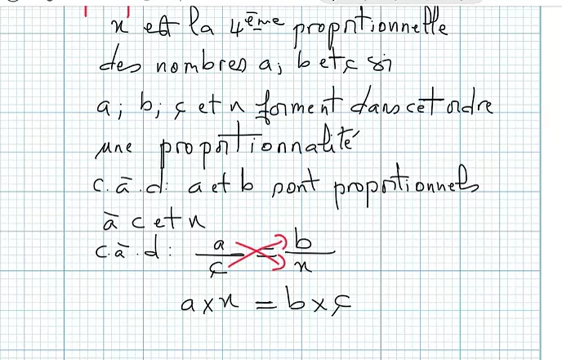 x est la 4ème proportionnelle
des nombres a; b et c si
a; b; c et x forment dans cet ordre
une proportionnalité
c.à.d: a et b sont proportionnels
à c et x
c.à.d: a/c = b/x
a × x = b × c